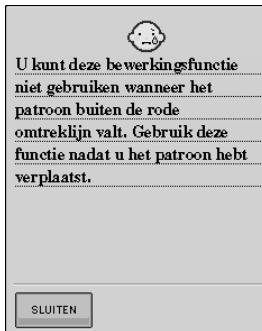 U kunt deze bewerkingsfunctie
niet gebruiken wanneer het
patroon buiten de rode
omtreklijn valt. Gebruik deze
functie nadat u het patroon hebt
verplaatst.
SLUITEN